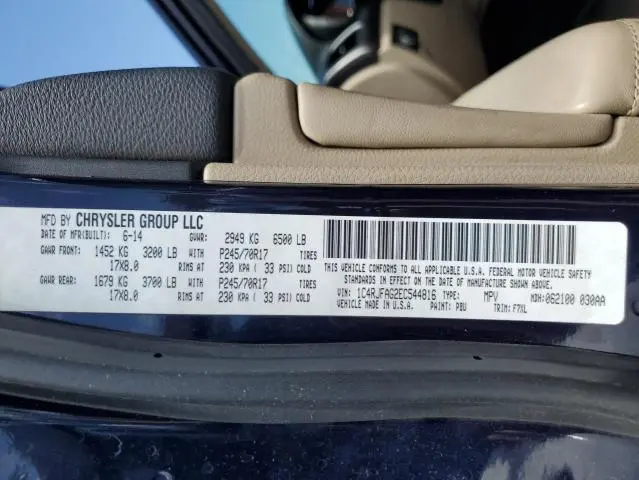 MFD BY CHRYSLER GROUP LLC
DATE OF MFR(BUILT): 6-14 GVWR: 2949 KG 6500 LB
GAWR FRONT: 1452 KG 3200 LB WITH P245/70R17 TIRES
17X8.0 RIMS AT 230 KPA ( 33 PSI) COLD
GAWR REAR: 1679 KG 3700 LB WITH P245/70R17 TIRES
17X8.0 RIMS AT 230 KPA ( 33 PSI) COLD
THIS VEHICLE CONFORMS TO ALL APPLICABLE U.S.A. FEDERAL MOTOR VEHICLE SAFETY
STANDARDS IN EFFECT ON THE DATE OF MANUFACTURE SHOWN ABOVE.
VIN: 1C4RJFAG2EC544816 TYPE: MPV MDH:062100 030AA
VEHICLE MADE IN U.S.A. PAINT: PBU TRIM: F7XL